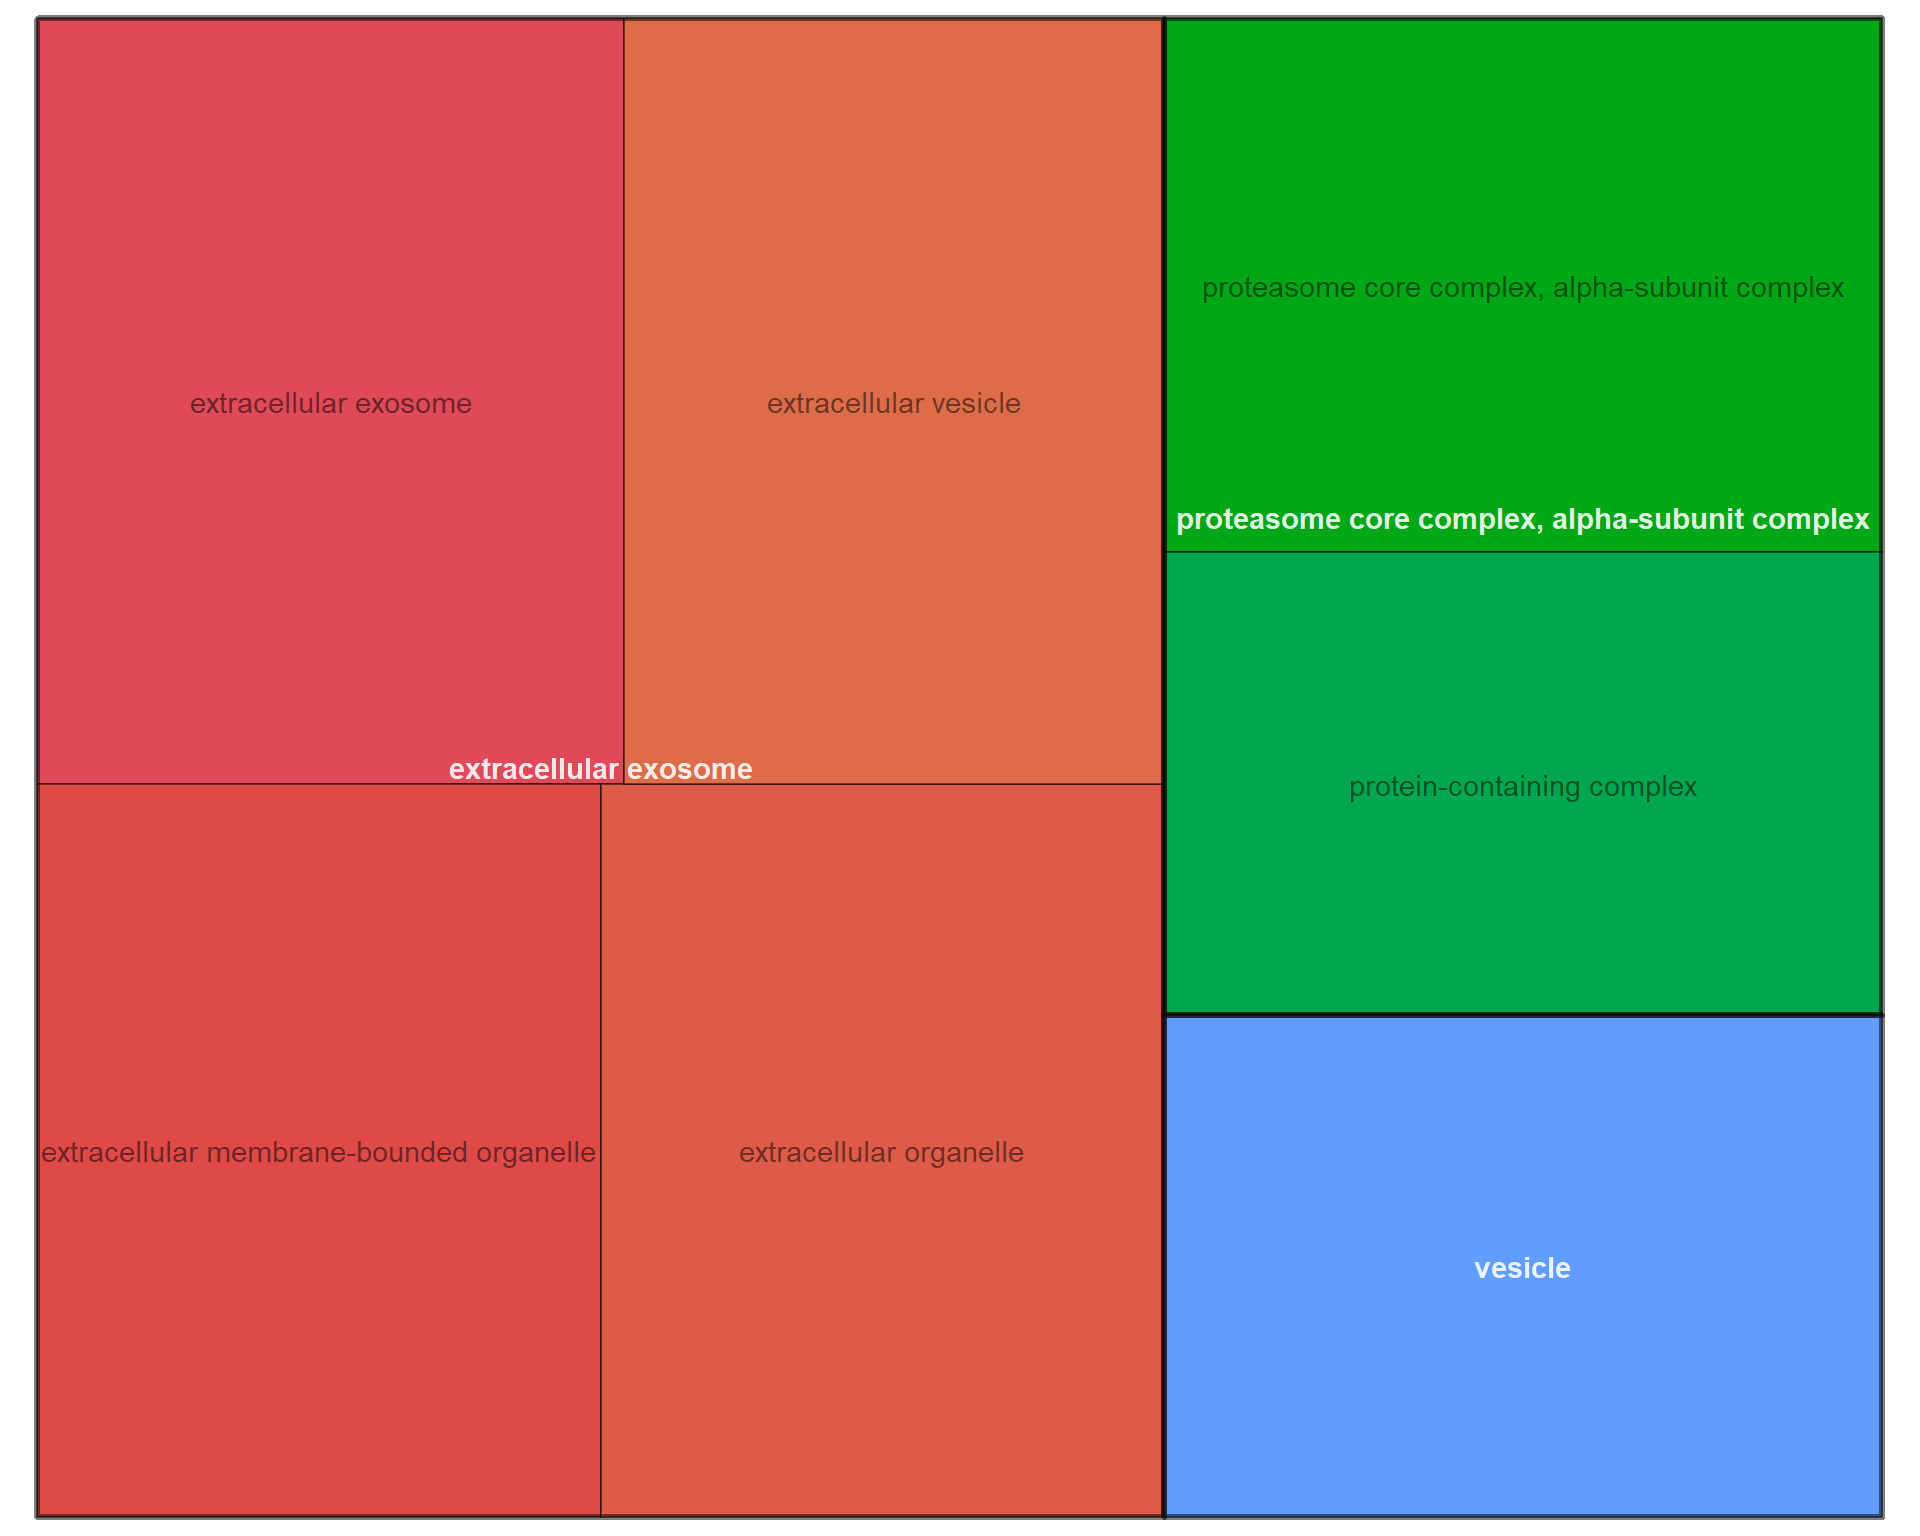 extracellular exosome
extracellular vesicle
extracellular exosome
extracellular membrane-bounded organelle
extracellular organelle
proteasome core complex, alpha-subunit complex
proteasome core complex, alpha-subunit complex
protein-containing complex
vesicle